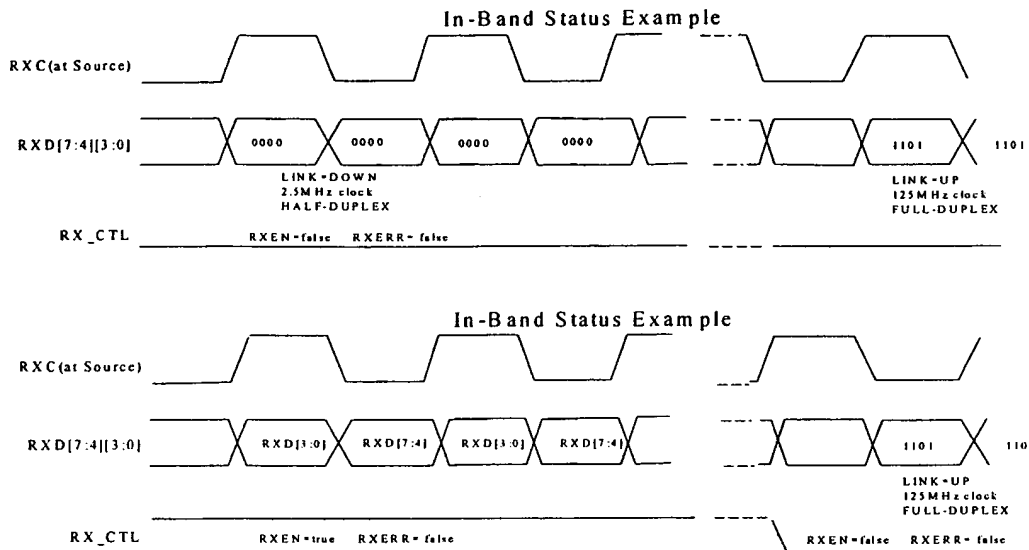 In-Band Status Example
RXC(at Source)
RXD[7:4][3:0] 0000 0000 0000 0000 1101 1101
LINK=DOWN LINK=UP
2.5MHz clock 125MHz clock
HALF-DUPLEX FULL-DUPLEX
RX_CTL RXEN=false RXERR= false
In-Band Status Example
RXC(at Source)
RXD[7:4][3:0] RXD[3:0] RXD[7:4] RXD[3:0] RXD[7:4] 1101 110
LINK=UP
125MHz clock
FULL-DUPLEX
RX_CTL RXEN=true RXERR= false RXEN=false RXERR= false